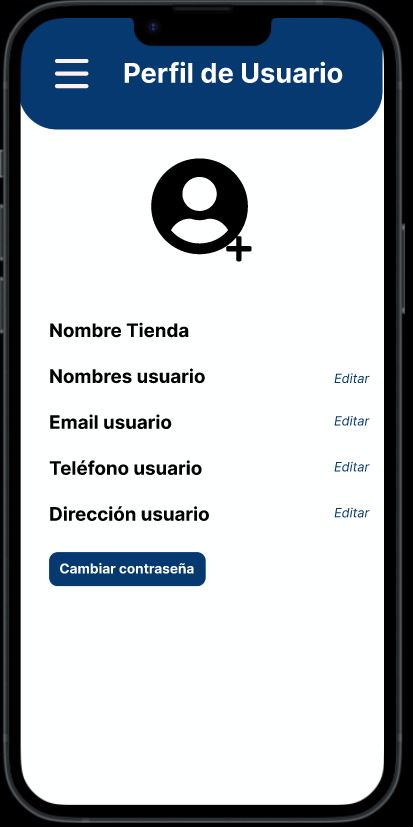 Perfil de Usuario
Nombre Tienda
Nombres usuario
Editar
Email usuario
Editar
Teléfono usuario
Editar
Dirección usuario
Editar
Cambiar contraseña